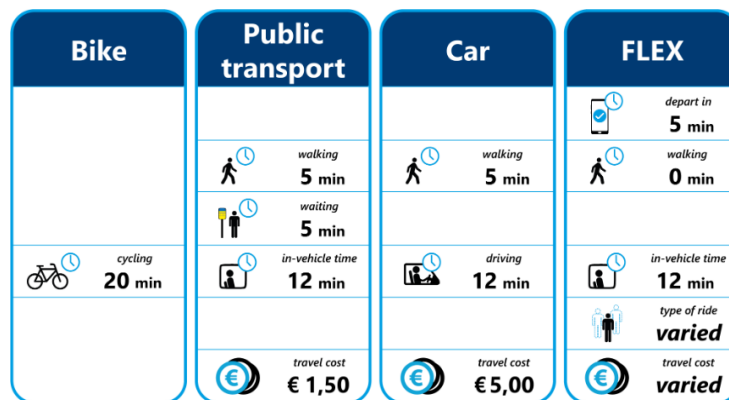 Bike
Public
transport
Car
FLEX
depart in
5 min
walking
5 min
walking
5 min
walking
0 min
waiting
5 min
cycling
20 min
in-vehicle time
12 min
driving
12 min
in-vehicle time
12 min
type of ride
varied
travel cost
€ 1,50
travel cost
€ 5,00
travel cost
varied